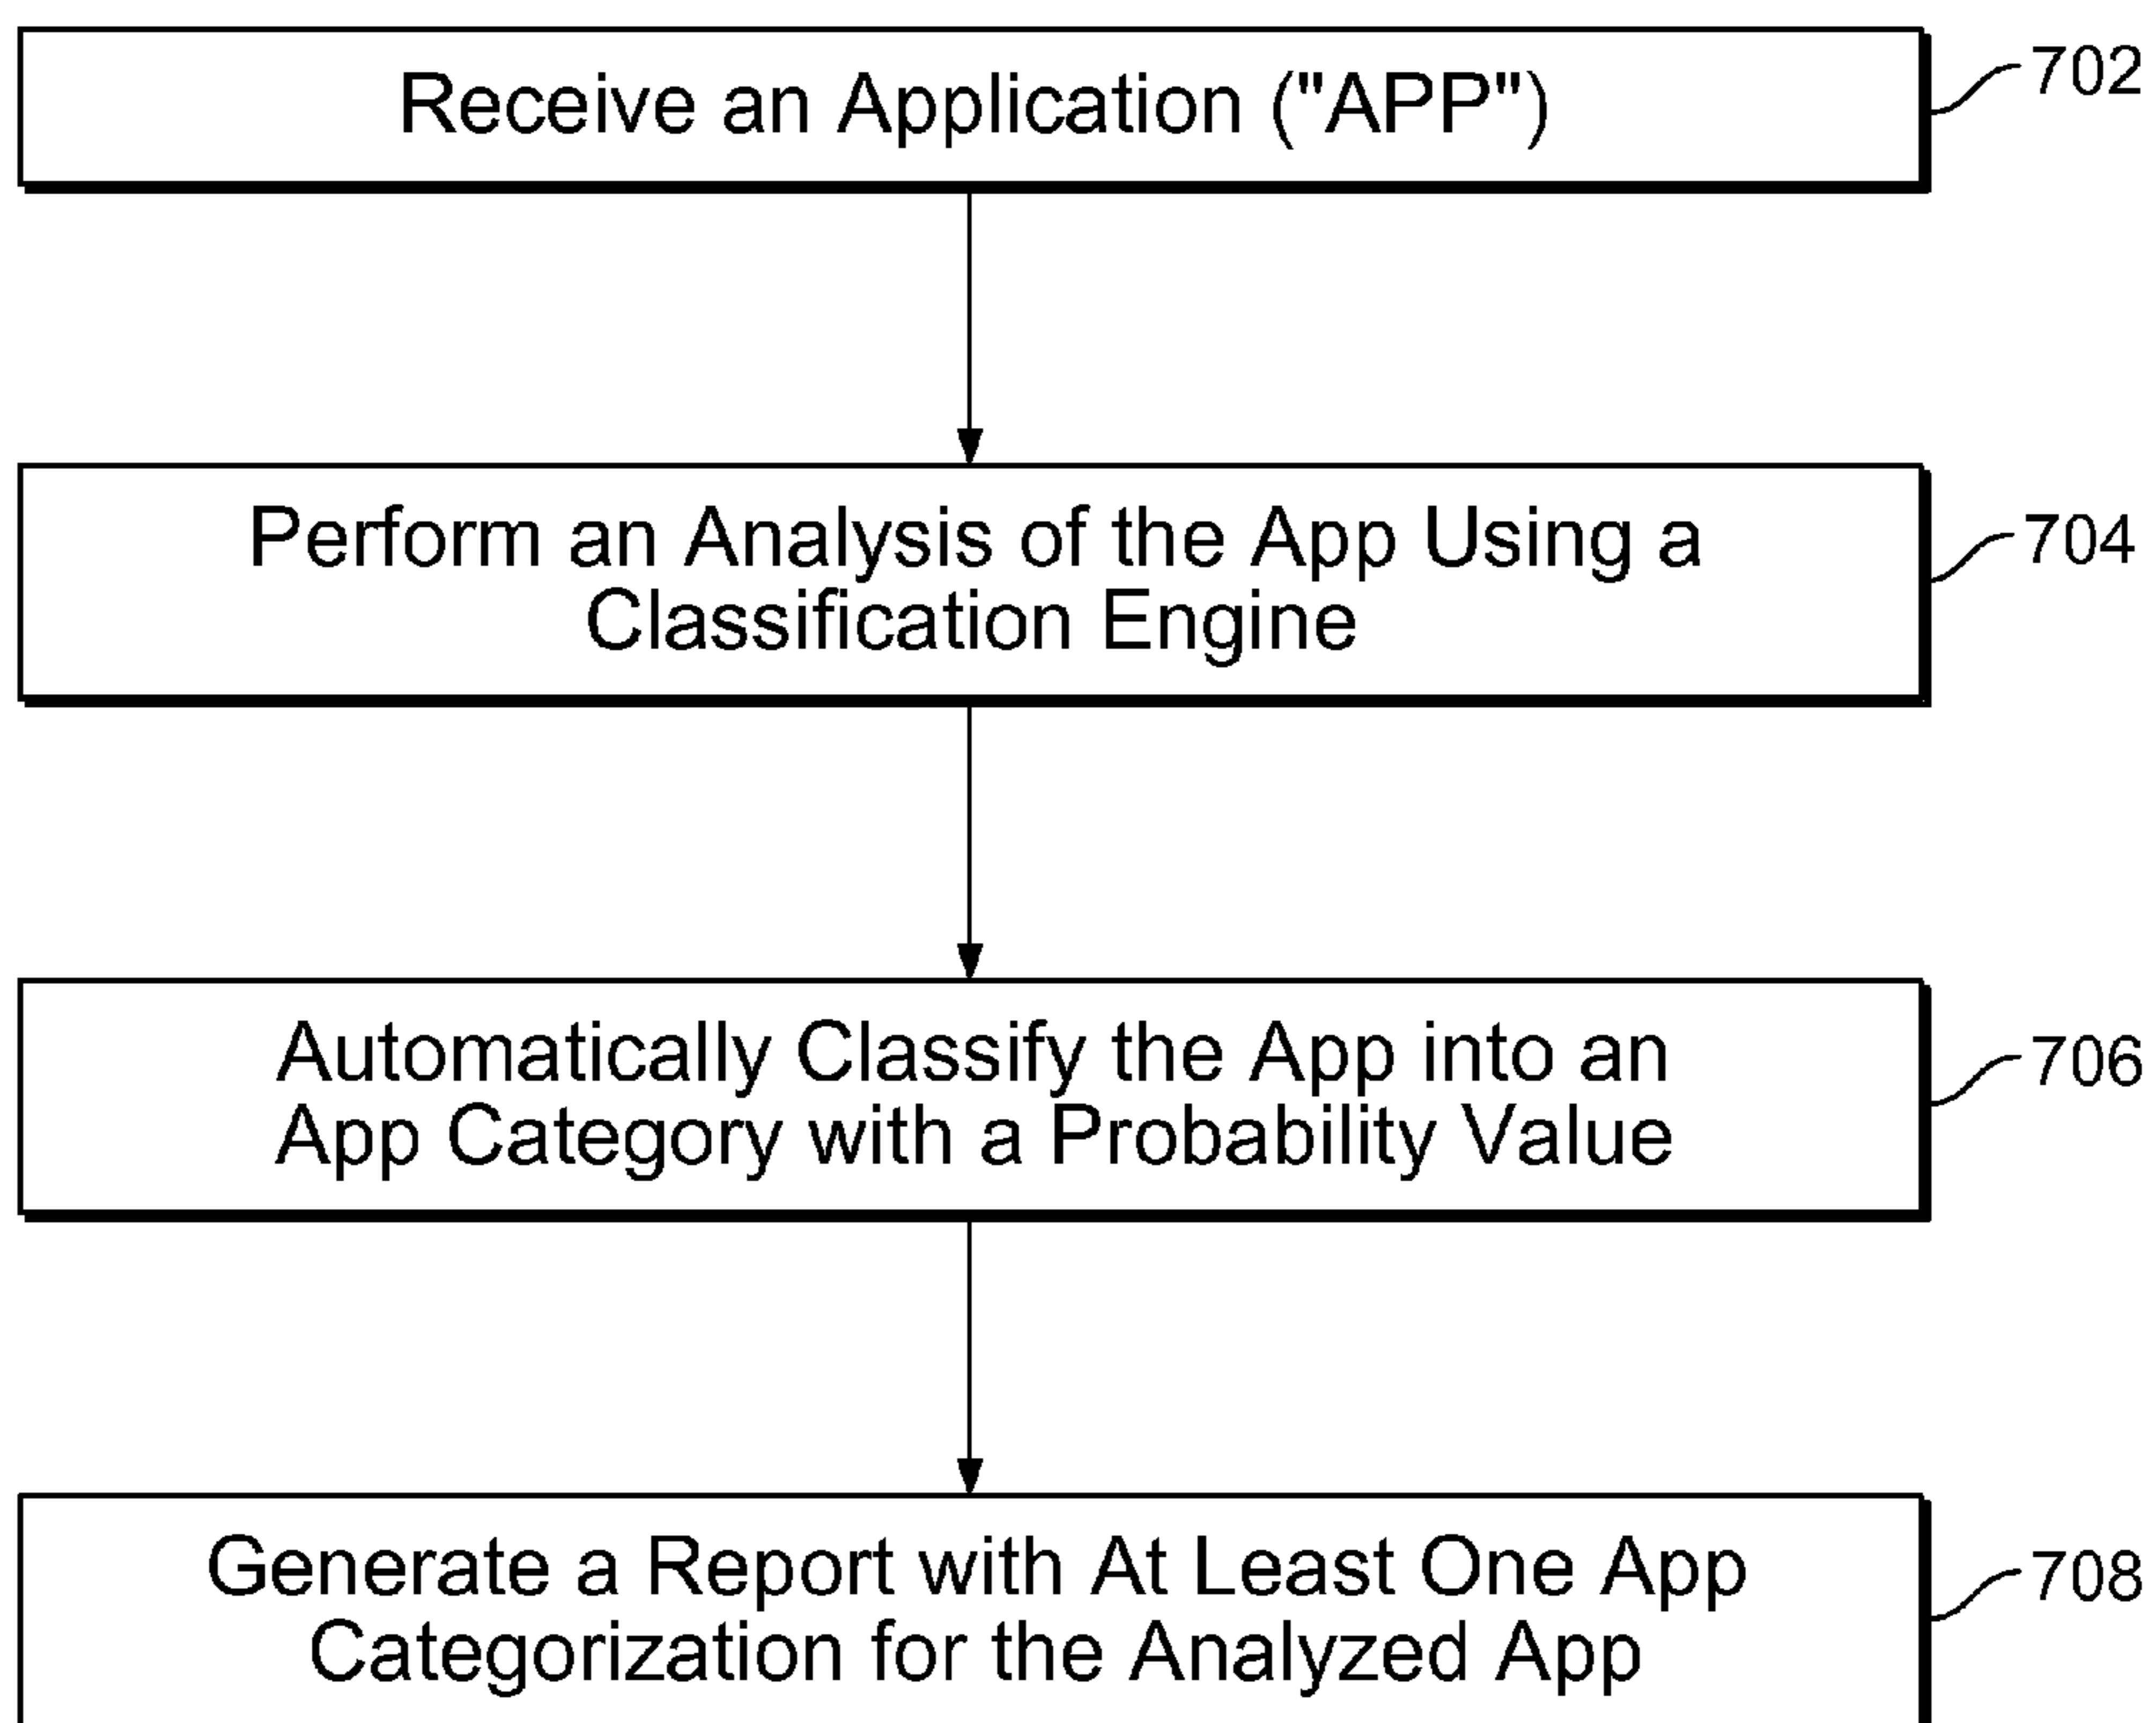 Receive an Application ("APP")
702
Perform an Analysis of the App Using a
Classification Engine
704
Automatically Classify the App into an
App Category with a Probability Value
706
Generate a Report with At Least One App
Categorization for the Analyzed App
708